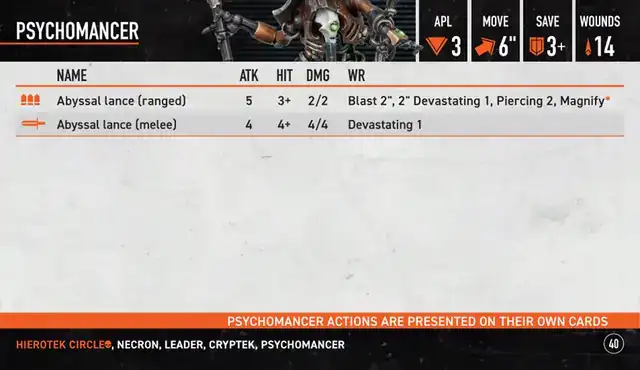 PSYCHOMANCER
APL MOVE SAVE WOUNDS
3 6" 3+ 14
NAME ATK HIT DMG WR
Abyssal lance (ranged) 5 3+ 2/2 Blast 2", 2" Devastating 1, Piercing 2, Magnify*
Abyssal lance (melee) 4 4+ 4/4 Devastating 1
PSYCHOMANCER ACTIONS ARE PRESENTED ON THEIR OWN CARDS
HIEROTEK CIRCLE, NECRON, LEADER, CRYPTEK, PSYCHOMANCER
40